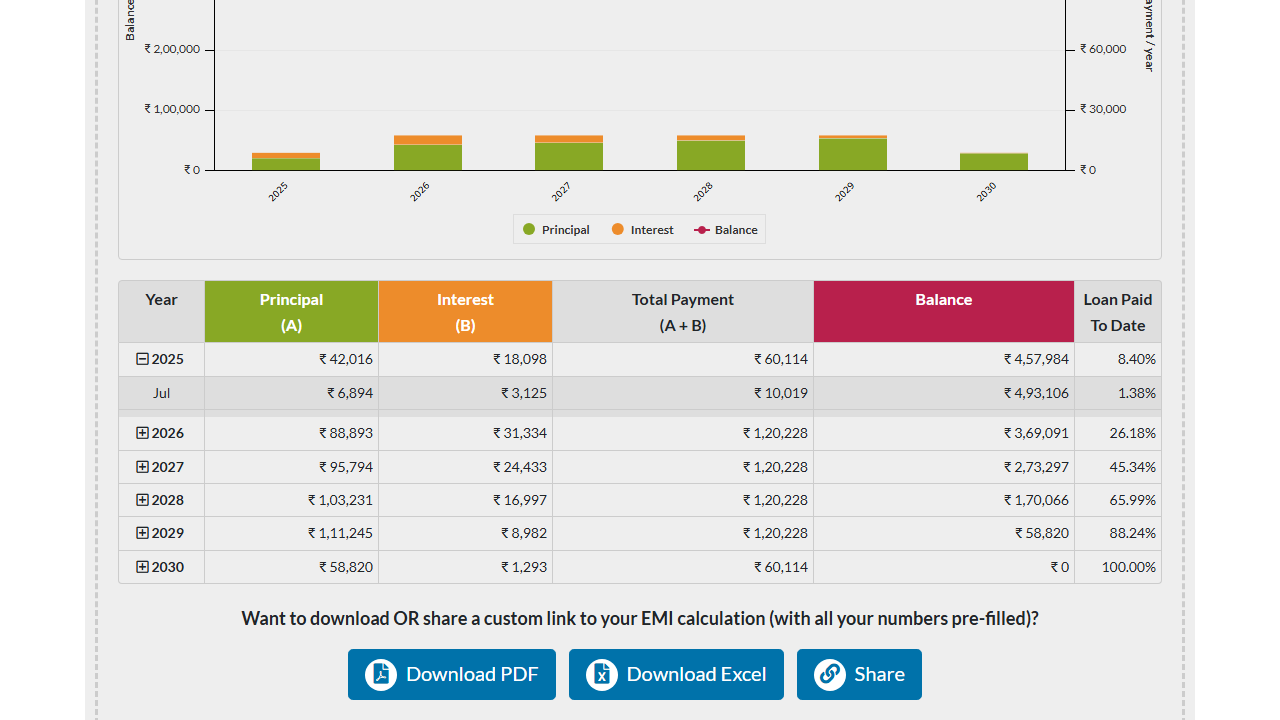 Balance
₹ 2,00,000
₹ 60,000
ayment / year
₹ 1,00,000
₹ 30,000
₹ 0
₹ 0
2025 2026 2027 2028 2029 2030
Principal Interest Balance
Year Principal (A) Interest (B) Total Payment (A + B) Balance Loan Paid To Date
2025 ₹ 42,016 ₹ 18,098 ₹ 60,114 ₹ 4,57,984 8.40%
Jul ₹ 6,894 ₹ 3,125 ₹ 10,019 ₹ 4,93,106 1.38%
2026 ₹ 88,893 ₹ 31,334 ₹ 1,20,228 ₹ 3,69,091 26.18%
2027 ₹ 95,794 ₹ 24,433 ₹ 1,20,228 ₹ 2,73,297 45.34%
2028 ₹ 1,03,231 ₹ 16,997 ₹ 1,20,228 ₹ 1,70,066 65.99%
2029 ₹ 1,11,245 ₹ 8,982 ₹ 1,20,228 ₹ 58,820 88.24%
2030 ₹ 58,820 ₹ 1,293 ₹ 60,114 ₹ 0 100.00%
Want to download OR share a custom link to your EMI calculation (with all your numbers pre-filled)?
Download PDF Download Excel Share